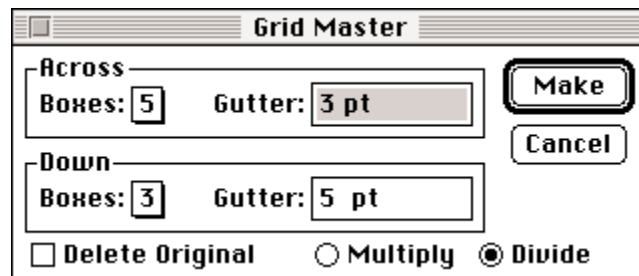 Grid Master
Across
Boxes: 5 Gutter: 3 pt
Make
Cancel
Down
Boxes: 3 Gutter: 5 pt
Delete Original Multiply Divide